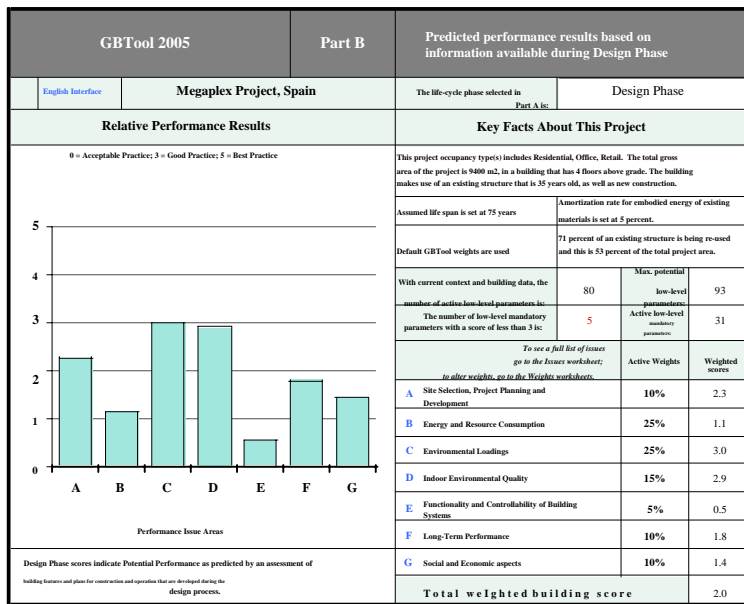 GBTool 2005
Part B
Predicted performance results based on
information available during Design Phase
English Interface
Megaplex Project, Spain
The life-cycle phase selected in
Part A is:
Design Phase
Relative Performance Results
Key Facts About This Project
0 = Acceptable Practice; 3 = Good Practice; 5 = Best Practice
This project occupancy type(s) includes Residential, Office, Retail. The total gross
area of the project is 9400 m2, in a building that has 4 floors above grade. The building
makes use of an existing structure that is 35 years old, as well as new construction.
Assumed life span is set at 75 years
Amortization rate for embodied energy of existing
materials is set at 5 percent.
Default GBTool weights are used
71 percent of an existing structure is being re-used
and this is 53 percent of the total project area.
With current context and building data, the
number of active low-level parameters is:
80
Max. potential
low-level
parameters:
93
The number of low-level mandatory
parameters with a score of less than 3 is:
5
Active low-level
mandatory
parameters:
31
To see a full list of issues
go to the Issues worksheet;
to alter weights, go to the Weights worksheets.
Active Weights
Weighted
scores
A Site Selection, Project Planning and
Development
10%
2.3
B Energy and Resource Consumption
25%
1.1
C Environmental Loadings
25%
3.0
D Indoor Environmental Quality
15%
2.9
E Functionality and Controllability of Building
Systems
5%
0.5
F Long-Term Performance
10%
1.8
G Social and Economic aspects
10%
1.4
Total weIghted building score
2.0
5
4
3
2
1
0
A B C D E F G
Performance Issue Areas
Design Phase scores indicate Potential Performance as predicted by an assessment of
building features and plans for construction and operation that are developed during the
design process.